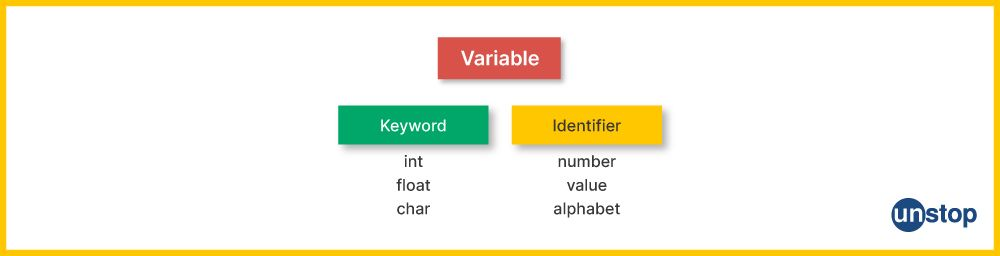 Variable
Keyword Identifier
int number
float value
char alphabet
unstop